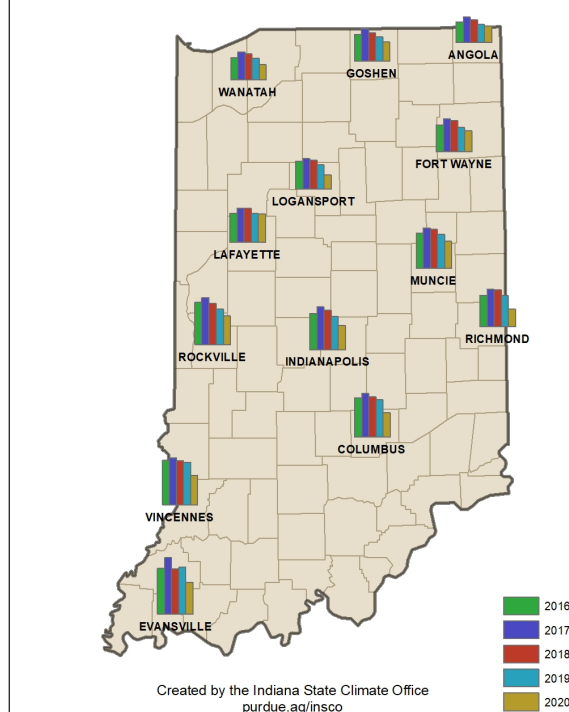 ANGOLA
GOSHEN
WANATAH
FORT WAYNE
LOGANSPORT
LAFAYETTE
MUNCIE
RICHMOND
ROCKVILLE
INDIANAPOLIS
COLUMBUS
VINCENNES
EVANSVILLE
2016
2017
2018
2019
2020
Created by the Indiana State Climate Office
purdue.ag/insco